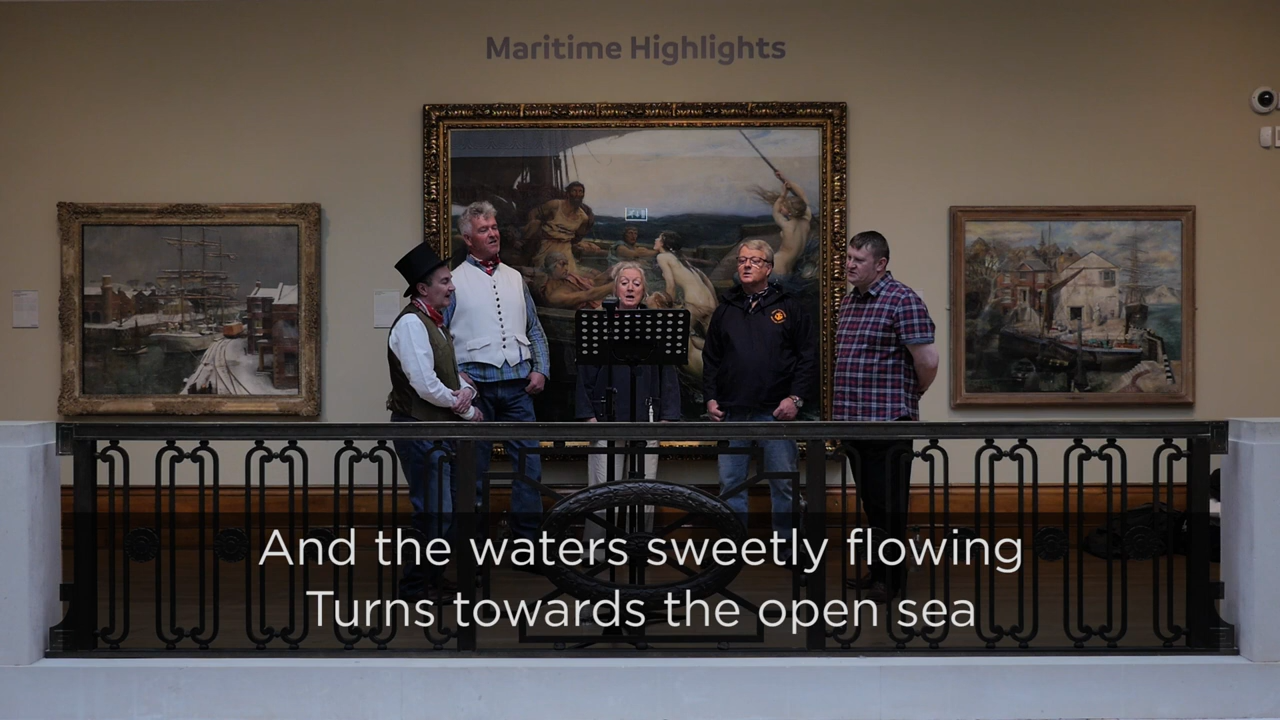 Maritime Highlights
And the waters sweetly flowing
Turns towards the open sea